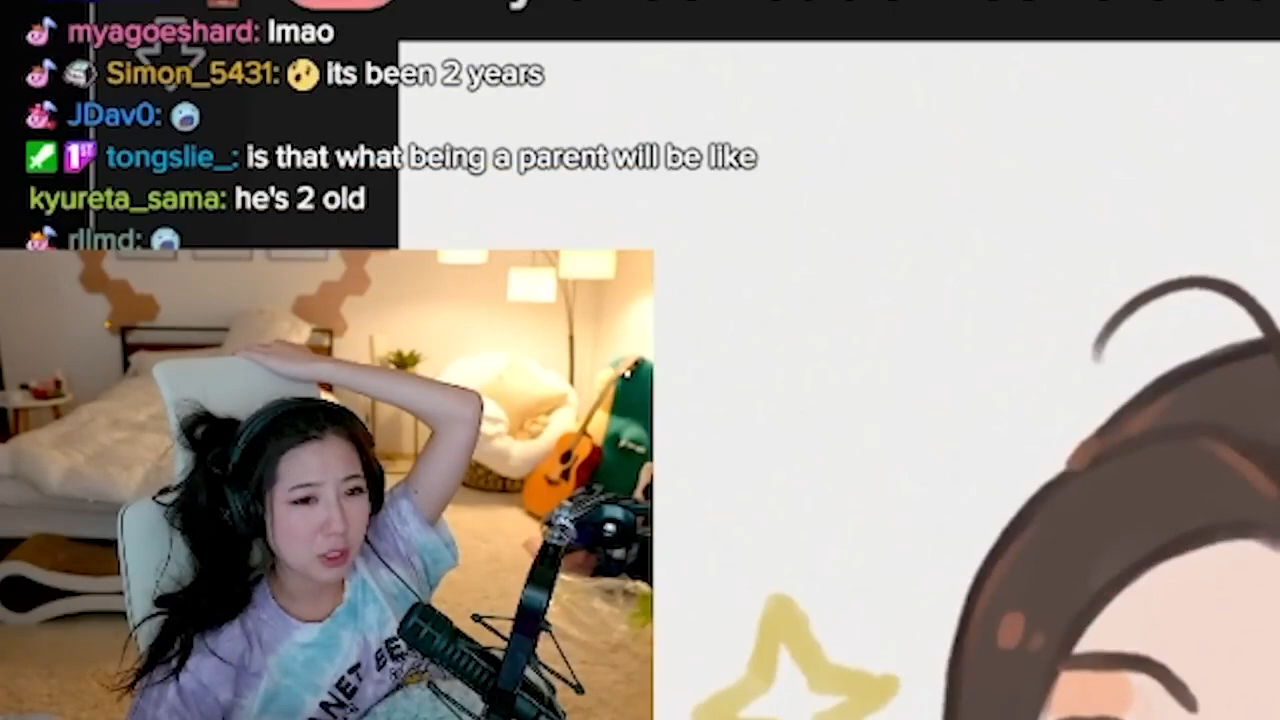 myagoeshard: lmao
Simon_5431: its been 2 years
JDav0:
1ST tongslie_: is that what being a parent will be like
kyureta_sama: he's 2 old
rllmd: